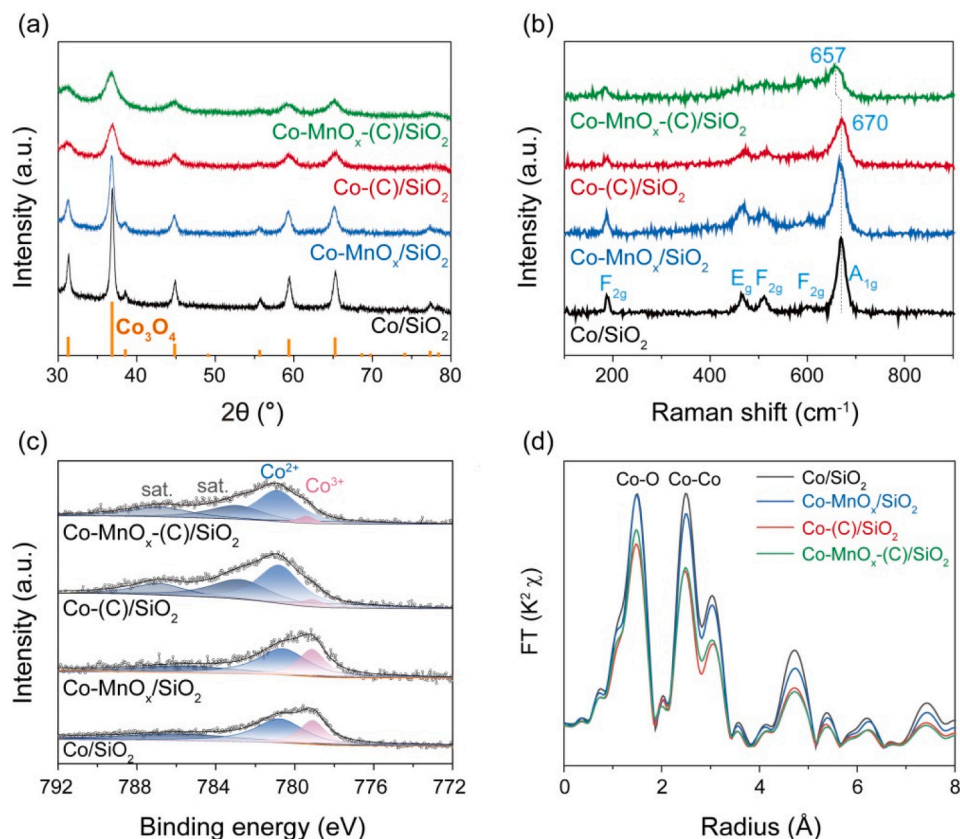 (a)
Intensity (a.u.)
Co-MnOₓ-(C)/SiO₂
Co-(C)/SiO₂
Co-MnOₓ/SiO₂
Co₃O₄
Co/SiO₂
30 40 50 60 70 80
2θ (°)
(b)
Intensity (a.u.)
657
Co-MnOₓ-(C)/SiO₂
670
Co-(C)/SiO₂
Co-MnOₓ/SiO₂
F2g Eg F2g F2g A1g
Co/SiO₂
200 400 600 800
Raman shift (cm⁻¹)
(c)
Intensity (a.u.)
sat. sat. Co²⁺ Co³⁺
Co-MnOₓ-(C)/SiO₂
Co-(C)/SiO₂
Co-MnOₓ/SiO₂
Co/SiO₂
792 788 784 780 776 772
Binding energy (eV)
(d)
FT (K² χ)
Co-O Co-Co
Co/SiO₂
Co-MnOₓ/SiO₂
Co-(C)/SiO₂
Co-MnOₓ-(C)/SiO₂
0 2 4 6 8
Radius (Å)